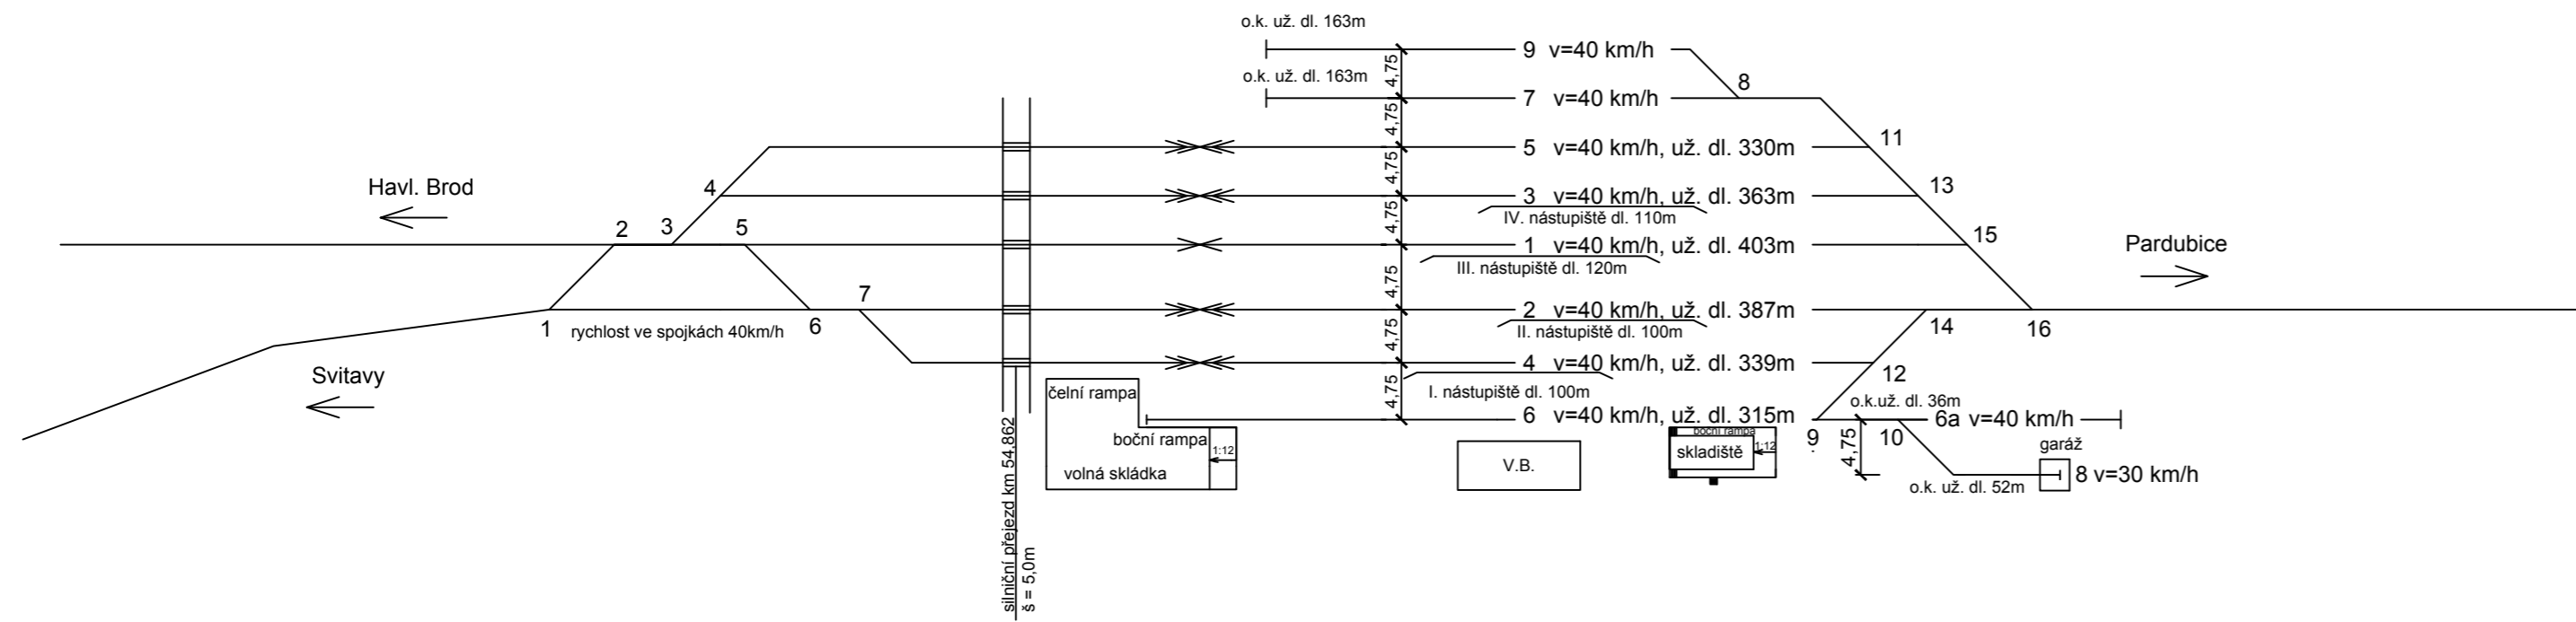 o.k. už. dl. 163m
9 v=40 km/h
4,75
o.k. už. dl. 163m
8
7 v=40 km/h
4,75
11
5 v=40 km/h, už. dl. 330m
4,75
Havl. Brod
4
13
3 v=40 km/h, už. dl. 363m
IV. nástupiště dl. 110m
4,75
2
3
5
15
1 v=40 km/h, už. dl. 403m
Pardubice
III. nástupiště dl. 120m
4,75
7
2 v=40 km/h, už. dl. 387m
1
rychlost ve spojkách 40km/h
6
II. nástupiště dl. 100m
14
16
4,75
4 v=40 km/h, už. dl. 339m
Svitavy
12
čelní rampa
I. nástupiště dl. 100m
4,75
o.k.už. dl. 36m
6 v=40 km/h, už. dl. 315m
6a v=40 km/h
boční rampa
1:12
boční rampa
9
10
garáž
skladiště
1:12
4,75
V.B.
volná skládka
8 v=30 km/h
o.k. už. dl. 52m
silniční přejezd km 54,862
š = 5,0m